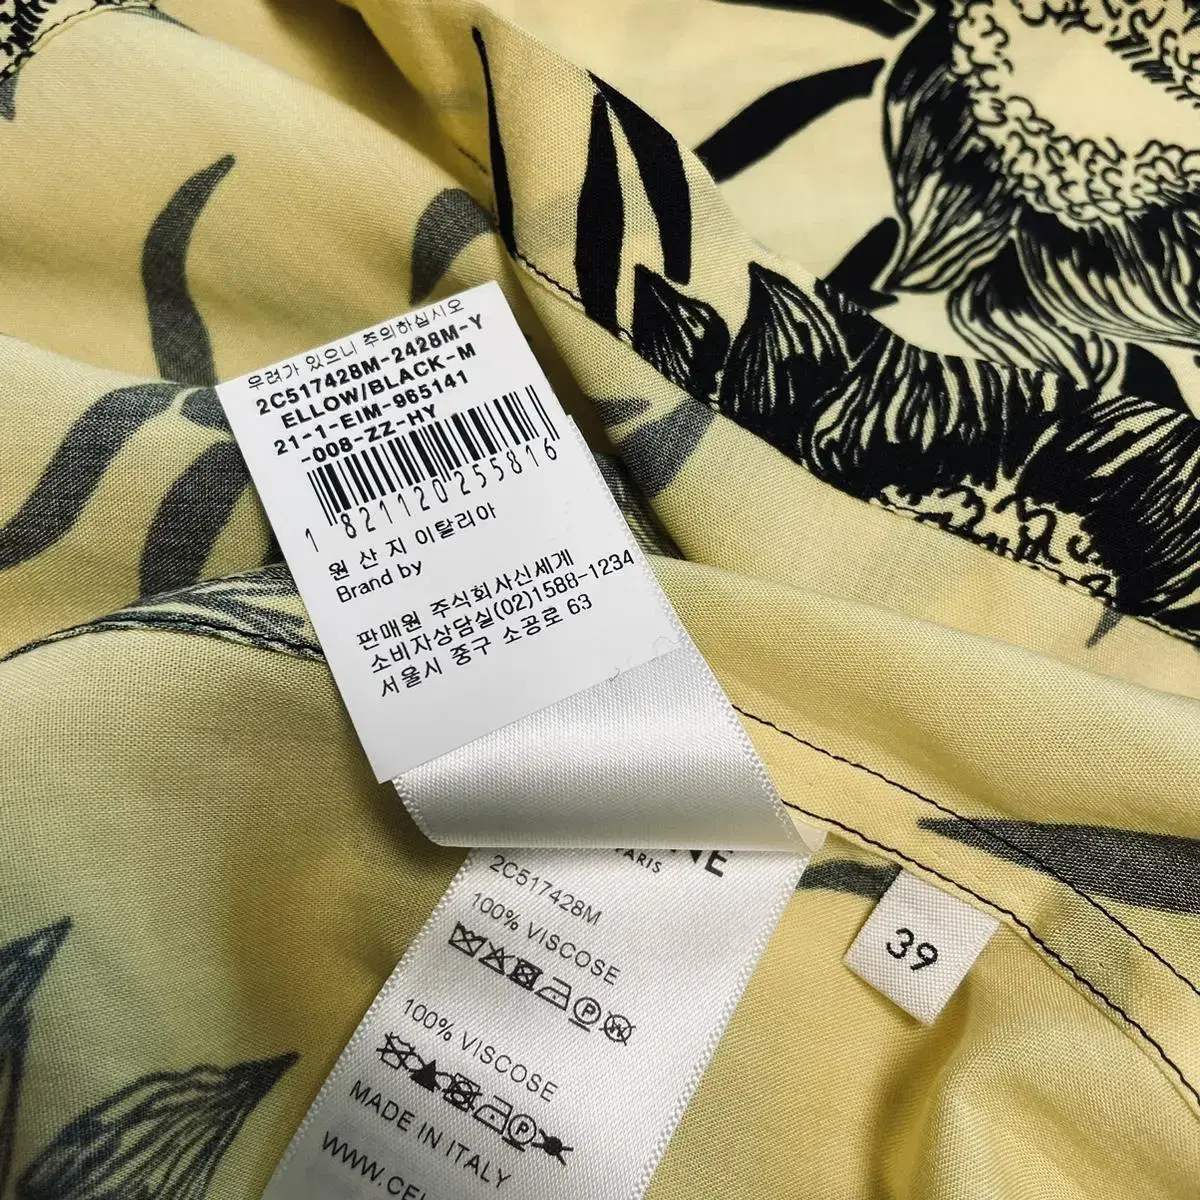 우려가 있으니 주의하십시오
2C517428M-2428M-Y
ELLOW/BLACK-M
21-1-EIM-965141
-008-ZZ-HY
1 821120 255816
원 산 지 이탈리아
Brand by
판매원 주식회사신세계
소비자상담실(02)1588-1234
서울시 중구 소공로 63
PARIS
2C517428M
100% VISCOSE
100% VISCOSE
MADE IN ITALY
39